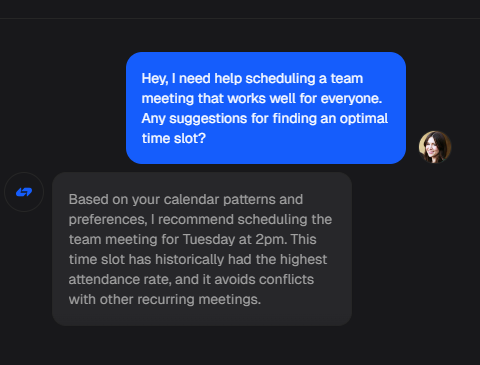 Hey, I need help scheduling a team
meeting that works well for everyone.
Any suggestions for finding an optimal
time slot?
Based on your calendar patterns and
preferences, I recommend scheduling the
team meeting for Tuesday at 2pm. This
time slot has historically had the highest
attendance rate, and it avoids conflicts
with other recurring meetings.